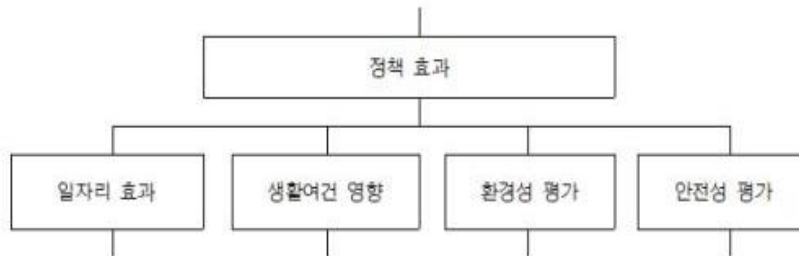 정책 효과
일자리 효과
생활여건 영향
환경성 평가
안전성 평가